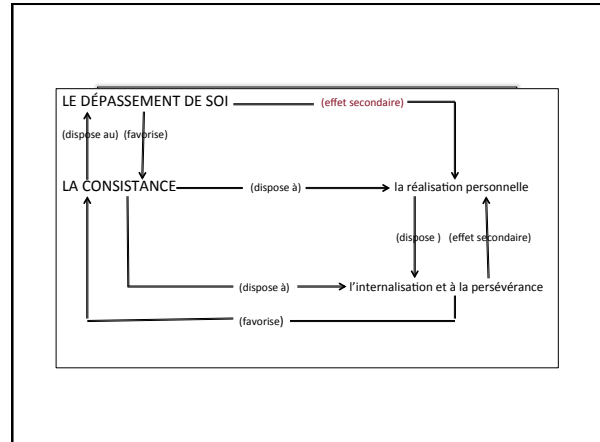 LE DÉPASSEMENT DE SOI (effet secondaire)
(dispose au) (favorise)
LA CONSISTANCE (dispose à) la réalisation personnelle
(dispose ) (effet secondaire)
(dispose à) l'internalisation et à la persévérance
(favorise)